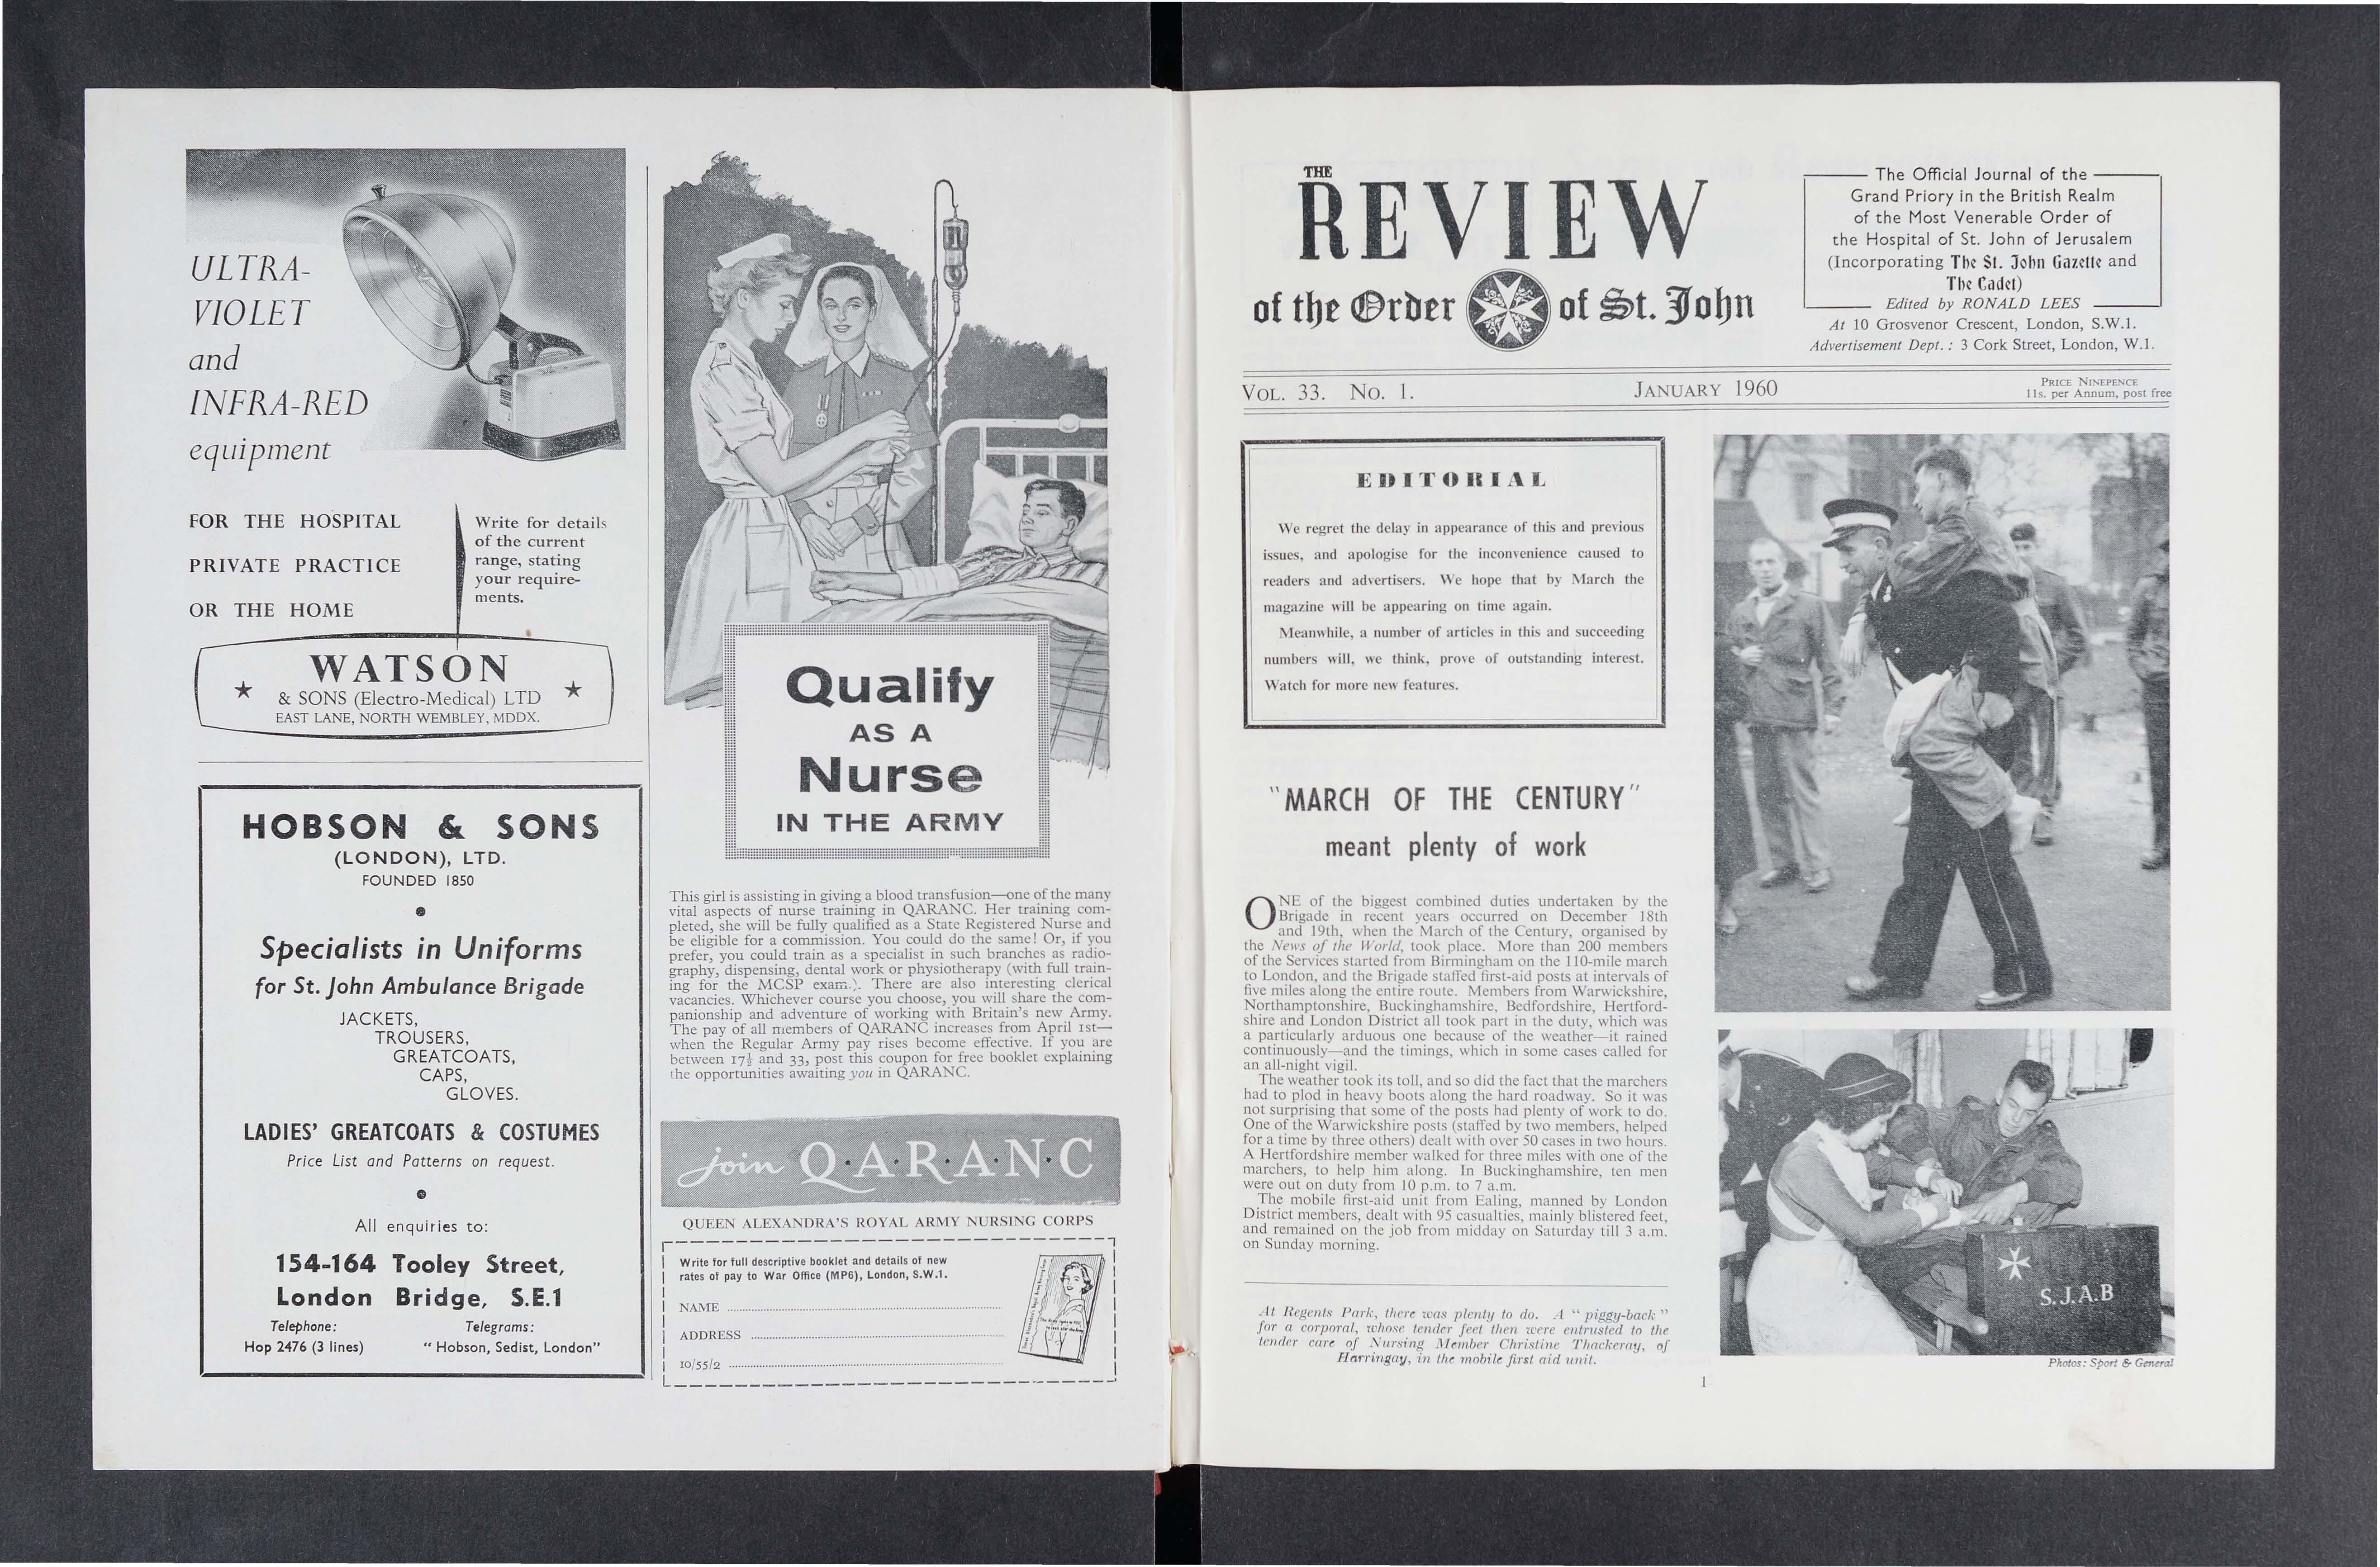 ULTRA-
VIOLET
and
INFRA-RED
equipment
FOR THE HOSPITAL
PRIVATE PRACTICE
OR THE HOME
Write for details
of the current
range, stating
your require-
ments.
WATSON
& SONS (Electro-Medical) LTD
EAST LANE, NORTH WEMBLEY, MDDX.
HOBSON & SONS
(LONDON), LTD.
FOUNDED 1850
Specialists in Uniforms
for St. John Ambulance Brigade
JACKETS,
TROUSERS,
GREATCOATS,
CAPS,
GLOVES.
LADIES' GREATCOATS & COSTUMES
Price List and Patterns on request.
All enquiries to:
154-164 Tooley Street,
London Bridge, S.E.1
Telephone: Telegrams:
Hop 2476 (3 lines) "Hobson, Sedist, London"
Qualify
AS A
Nurse
IN THE ARMY
This girl is assisting in giving a blood transfusion—one of the many
vital aspects of nurse training in QARANC. Her training com-
pleted, she will be fully qualified as a State Registered Nurse and
be eligible for a commission. You could do the same! Or, if you
prefer, you could train as a specialist in such branches as radio-
graphy, dispensing, dental work or physiotherapy (with full train-
ing for the MCSP exam.). There are also interesting clerical
vacancies. Whichever course you choose, you will share the com-
panionship and adventure of working with Britain's new Army.
The pay of all members of QARANC increases from April 1st—
when the Regular Army pay rises become effective. If you are
between 17½ and 33, post this coupon for free booklet explaining
the opportunities awaiting you in QARANC.
join Q·A·R·A·N·C
QUEEN ALEXANDRA'S ROYAL ARMY NURSING CORPS
Write for full descriptive booklet and details of new
rates of pay to War Office (MP6), London, S.W.1.
NAME
ADDRESS
10/55/2
THE
REVIEW
of the Order of St. John
The Official Journal of the
Grand Priory in the British Realm
of the Most Venerable Order of
the Hospital of St. John of Jerusalem
(Incorporating The St. John Gazette and
The Cadet)
Edited by RONALD LEES
At 10 Grosvenor Crescent, London, S.W.1.
Advertisement Dept. : 3 Cork Street, London, W.1.
VOL. 33. No. 1. JANUARY 1960
PRICE NINEPENCE
11s. per Annum, post free
EDITORIAL
We regret the delay in appearance of this and previous
issues, and apologise for the inconvenience caused to
readers and advertisers. We hope that by March the
magazine will be appearing on time again.
Meanwhile, a number of articles in this and succeeding
numbers will, we think, prove of outstanding interest.
Watch for more new features.
"MARCH OF THE CENTURY"
meant plenty of work
ONE of the biggest combined duties undertaken by the
Brigade in recent years occurred on December 18th
and 19th, when the March of the Century, organised by
the News of the World, took place. More than 200 members
of the Services started from Birmingham on the 110-mile march
to London, and the Brigade staffed first-aid posts at intervals of
five miles along the entire route. Members from Warwickshire,
Northamptonshire, Buckinghamshire, Bedfordshire, Hertford-
shire and London District all took part in the duty, which was
a particularly arduous one because of the weather—it rained
continuously—and the timings, which in some cases called for
an all-night vigil.
The weather took its toll, and so did the fact that the marchers
had to plod in heavy boots along the hard roadway. So it was
not surprising that some of the posts had plenty of work to do.
One of the Warwickshire posts (staffed by two members, helped
for a time by three others) dealt with over 50 cases in two hours.
A Hertfordshire member walked for three miles with one of the
marchers, to help him along. In Buckinghamshire, ten men
were out on duty from 10 p.m. to 7 a.m.
The mobile first-aid unit from Ealing, manned by London
District members, dealt with 95 casualties, mainly blistered feet,
and remained on the job from midday on Saturday till 3 a.m.
on Sunday morning.
At Regents Park, there was plenty to do. A "piggy-back"
for a corporal, whose tender feet then were entrusted to the
tender care of Nursing Member Christine Thackeray, of
Harringay, in the mobile first aid unit.
S.J.A.B
Photos: Sport & General
1